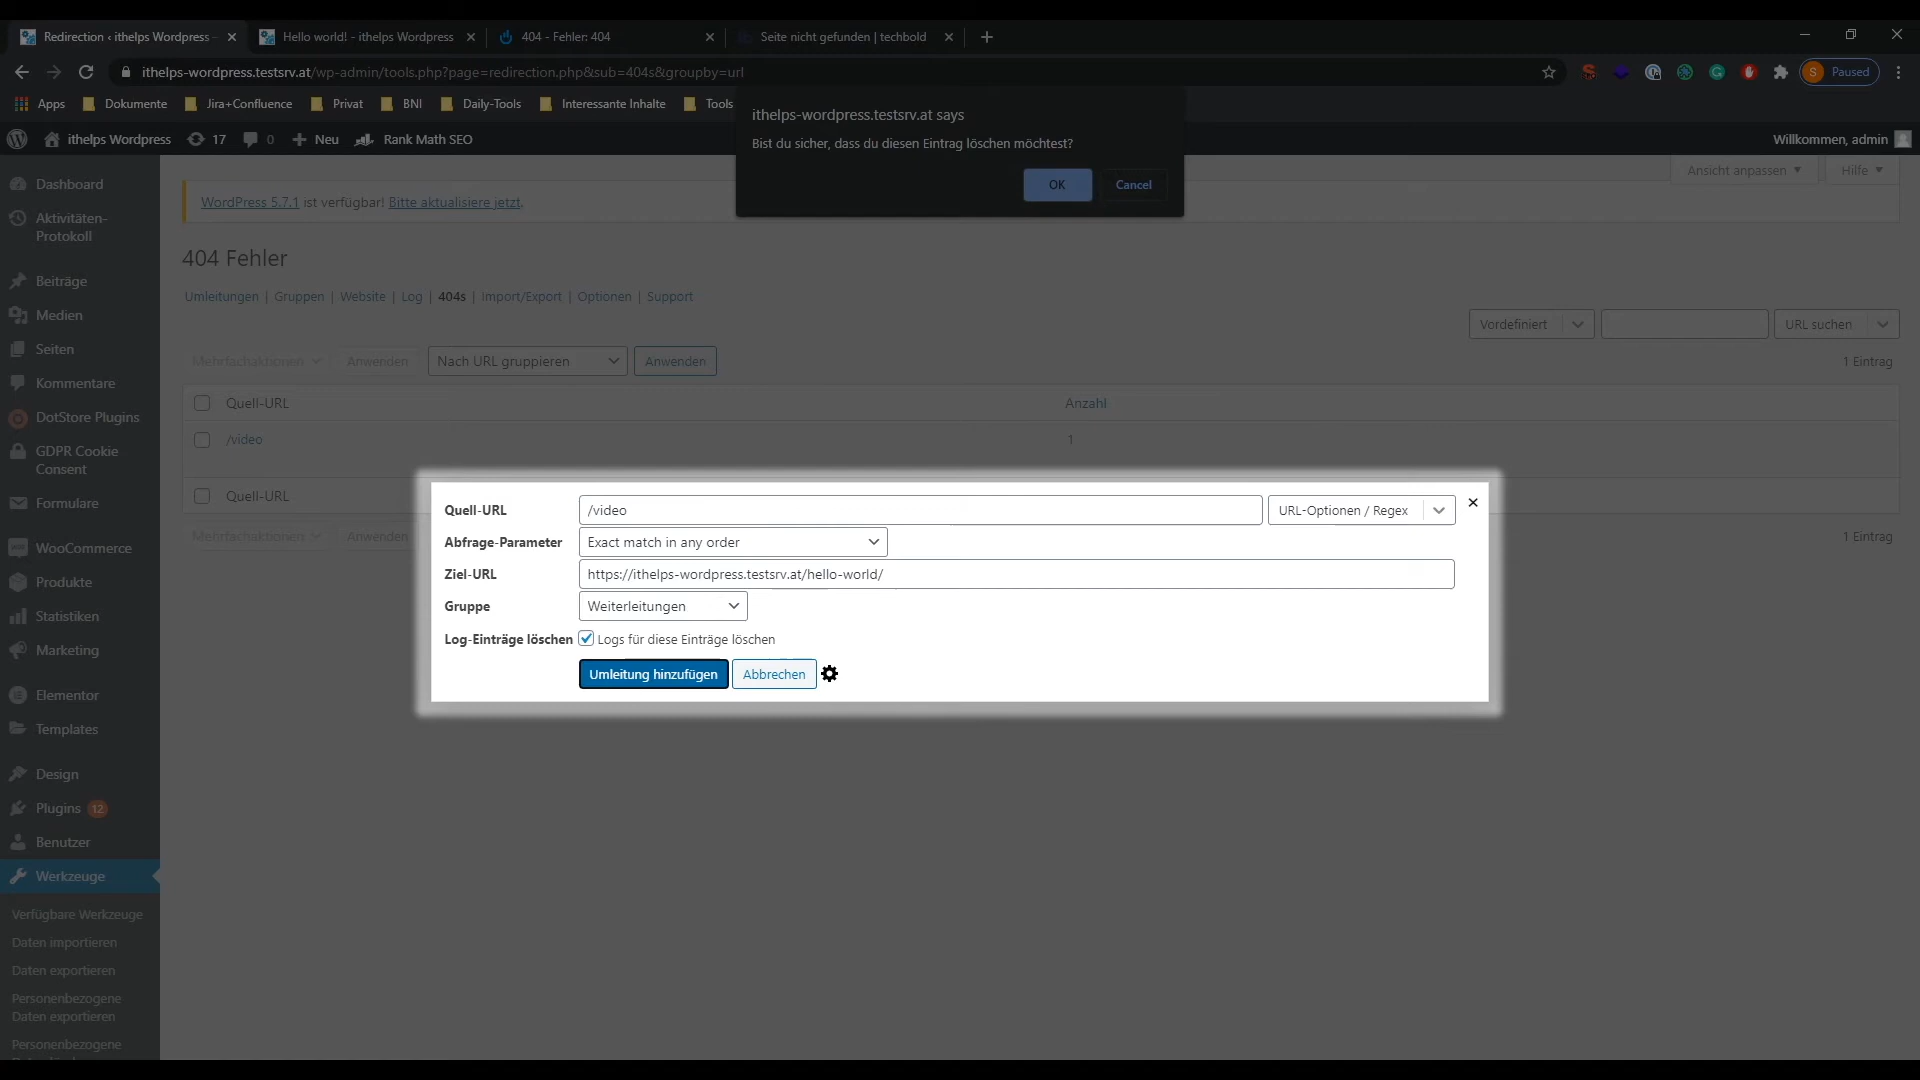 Redirection ‹ ithelps Wordpress –
Hello world! - ithelps Wordpress
404 - Fehler: 404
Seite nicht gefunden | techbold
ithelps-wordpress.testsrv.at/wp-admin/tools.php?page=redirection.php&sub=404s&groupby=url
S Paused
Apps
Dokumente
Jira+Confluence
Privat
BNI
Daily-Tools
Interessante Inhalte
Tools
ithelps-wordpress.testsrv.at says
Bist du sicher, dass du diesen Eintrag löschen möchtest?
OK
Cancel
ithelps Wordpress
17
0
Neu
Rank Math SEO
Willkommen, admin
Ansicht anpassen
Hilfe
WordPress 5.7.1 ist verfügbar! Bitte aktualisiere jetzt.
404 Fehler
Umleitungen | Gruppen | Website | Log | 404s | Import/Export | Optionen | Support
Vordefiniert
URL suchen
Mehrfachaktionen
Anwenden
Nach URL gruppieren
Anwenden
1 Eintrag
Quell-URL
Anzahl
/video
1
Quell-URL
Mehrfachaktionen
Anwenden
1 Eintrag
Quell-URL
/video
URL-Optionen / Regex
Abfrage-Parameter
Exact match in any order
Ziel-URL
https://ithelps-wordpress.testsrv.at/hello-world/
Gruppe
Weiterleitungen
Log-Einträge löschen
Logs für diese Einträge löschen
Umleitung hinzufügen
Abbrechen
Dashboard
Aktivitäten-
Protokoll
Beiträge
Medien
Seiten
Kommentare
DotStore Plugins
GDPR Cookie
Consent
Formulare
WooCommerce
Produkte
Statistiken
Marketing
Elementor
Templates
Design
Plugins 12
Benutzer
Werkzeuge
Verfügbare Werkzeuge
Daten importieren
Daten exportieren
Personenbezogene
Daten exportieren
Personenbezogene